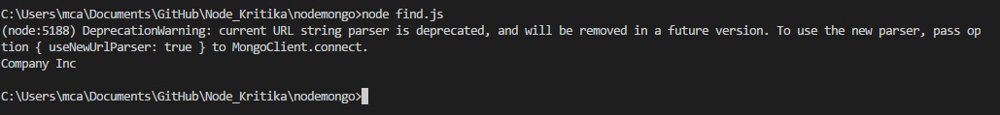 C:\Users\mca\Documents\GitHub\Node_Kritika\nodemongo>node find.js
(node:5188) DeprecationWarning: current URL string parser is deprecated, and will be removed in a future version. To use the new parser, pass op
tion { useNewUrlParser: true } to MongoClient.connect.
Company Inc
C:\Users\mca\Documents\GitHub\Node_Kritika\nodemongo>